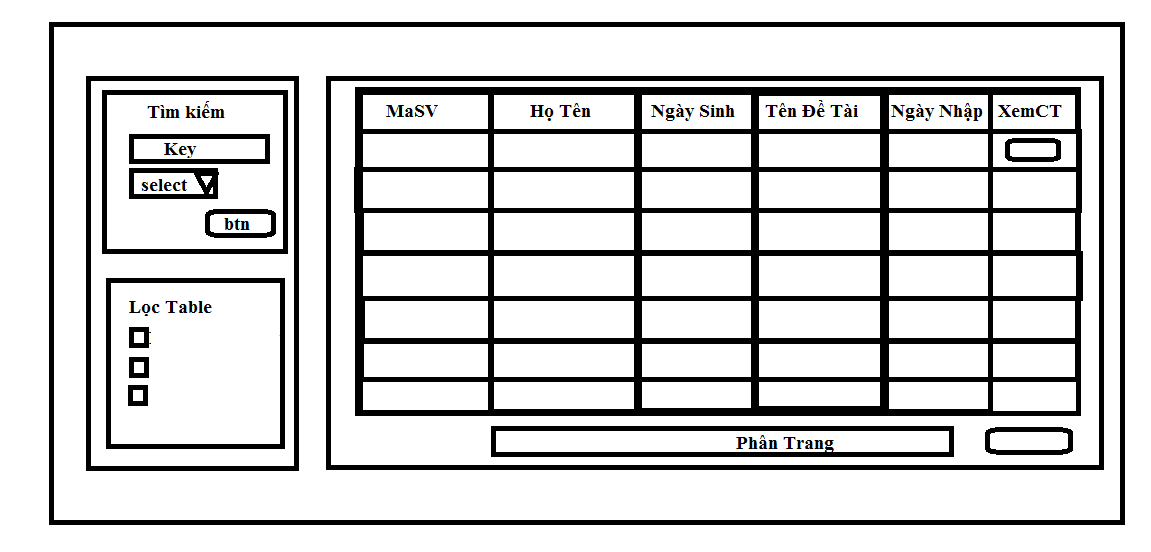 Tìm kiếm
Key
select
btn
Lọc Table
MaSV Họ Tên Ngày Sinh Tên Đề Tài Ngày Nhập XemCT
Phân Trang